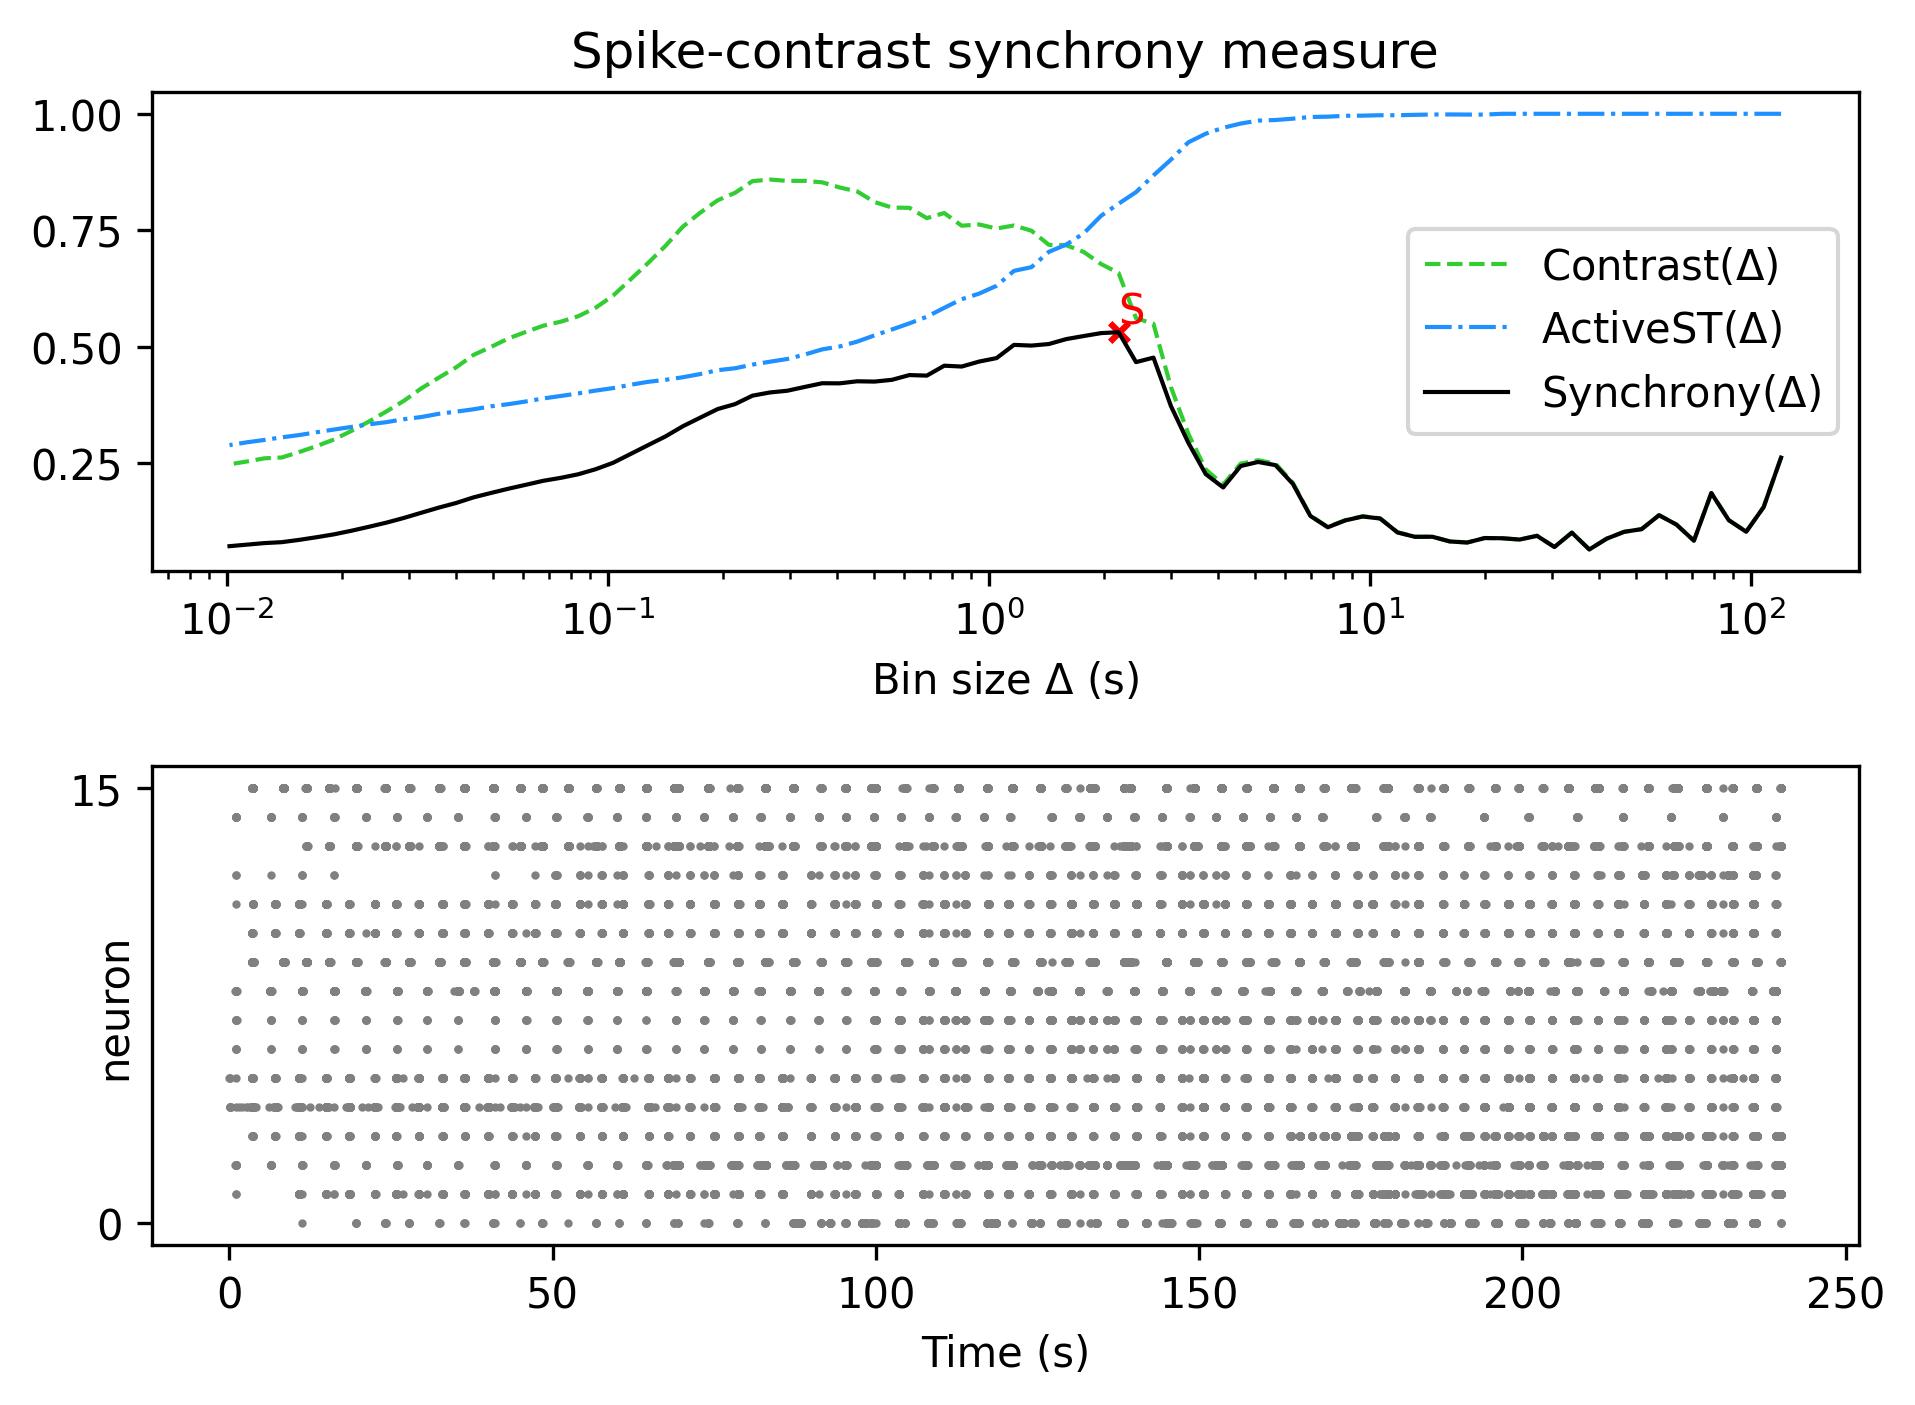 Spike-contrast synchrony measure
1.00
0.75
0.50
0.25
S
Contrast(Δ)
ActiveST(Δ)
Synchrony(Δ)
10⁻² 10⁻¹ 10⁰ 10¹ 10²
Bin size Δ (s)
15
neuron
0
0 50 100 150 200 250
Time (s)